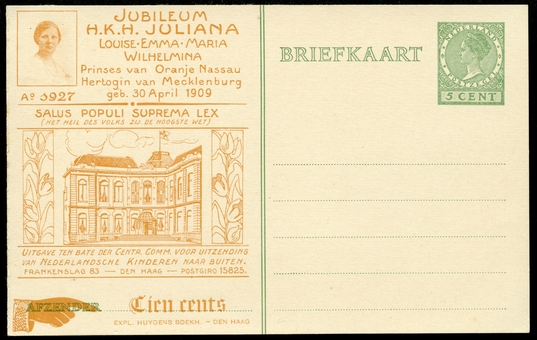 JUBILEUM
H.K.H. JULIANA
LOUISE·EMMA·MARIA
WILHELMINA
Prinses van Oranje Nassau
Hertogin van Mecklenburg
geb. 30 April 1909
Aº 3927
SALUS POPULI SUPREMA LEX
(HET HEIL DES VOLKS ZIJ DE HOOGSTE WET)
UITGAVE TEN BATE DER CENTR. COMM. VOOR UITZENDING
VAN NEDERLANDSCHE KINDEREN NAAR BUITEN.
FRANKENSLAG 83 — DEN HAAG — POSTGIRO 15825.
AFZENDER
Tien cents
EXPL. HUYGENS BOEKH. – DEN HAAG
BRIEFKAART
NEDERLAND
5 CENT